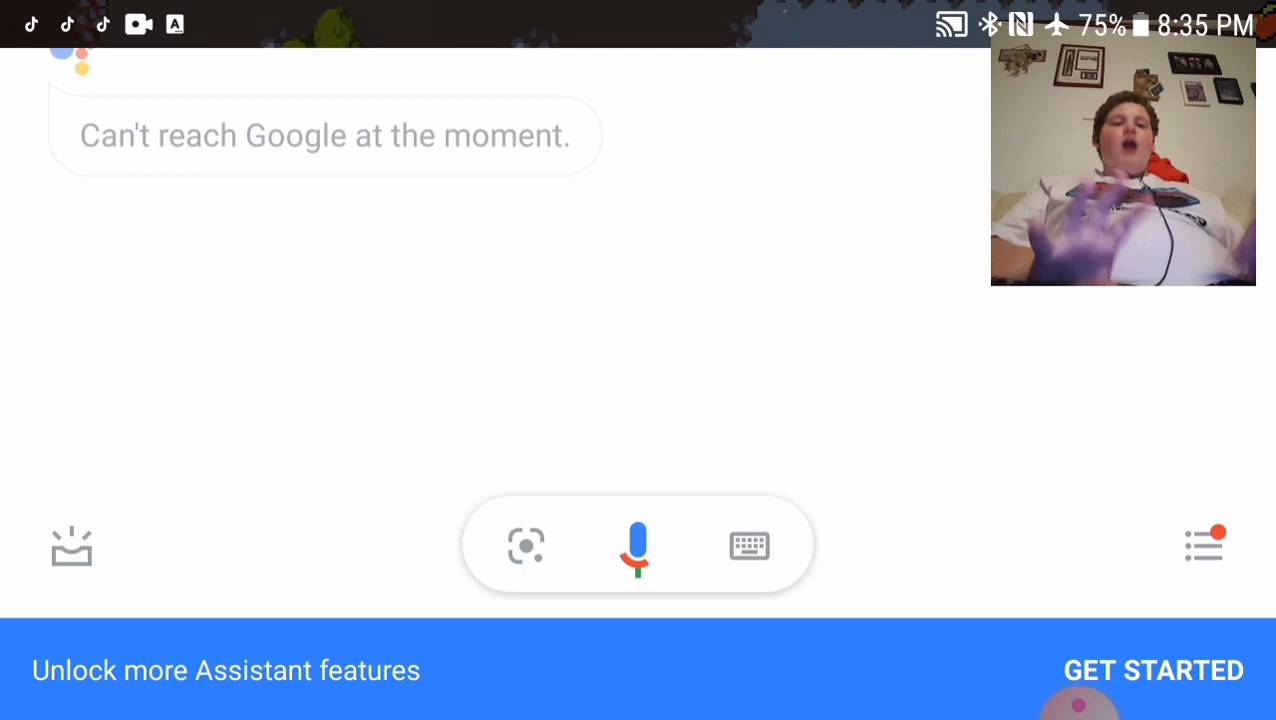 75% 8:35 PM
Can't reach Google at the moment.
Unlock more Assistant features
GET STARTED